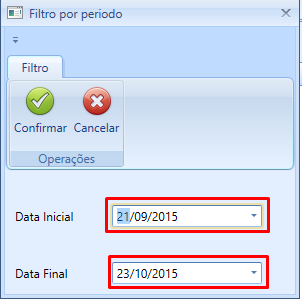 Filtro por periodo
Filtro
Confirmar Cancelar
Operações
Data Inicial 21/09/2015
Data Final 23/10/2015